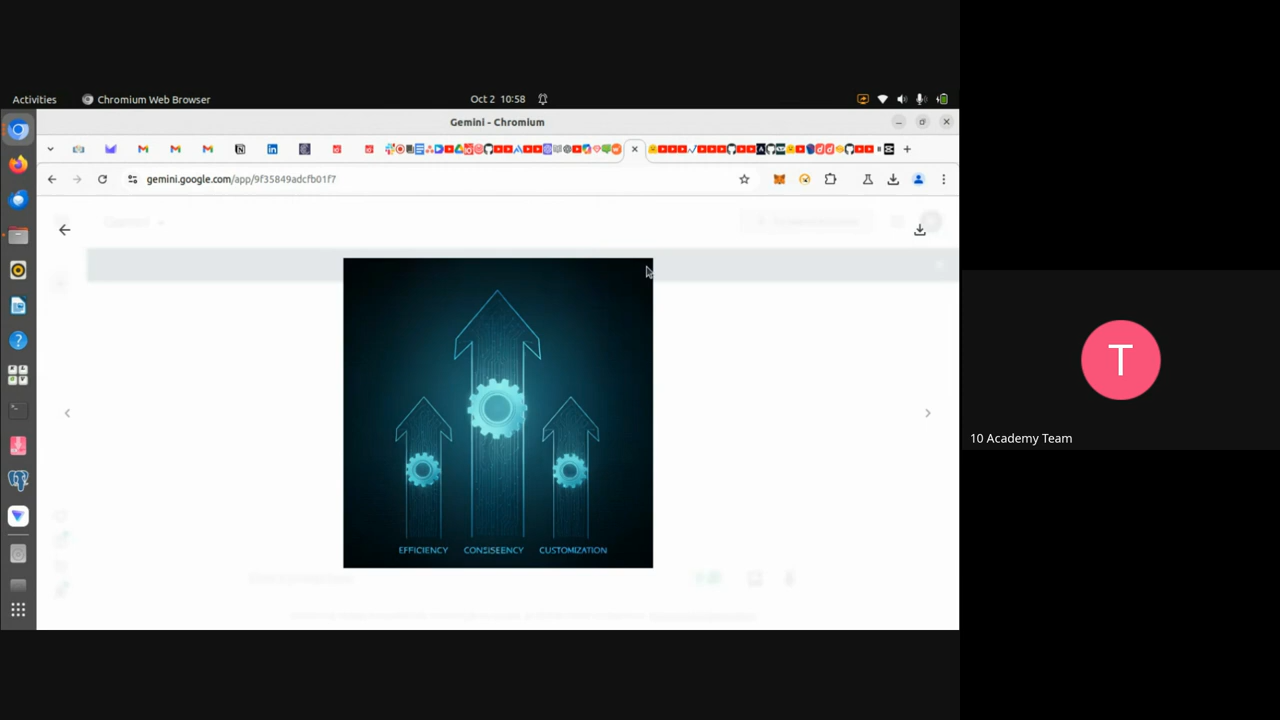 Activities
Chromium Web Browser
Oct 2 10:58
Gemini - Chromium
gemini.google.com/app/9f35849adcfb01f7
EFFICIENCY CONSISEENCY CUSTOMIZATION
T
10 Academy Team